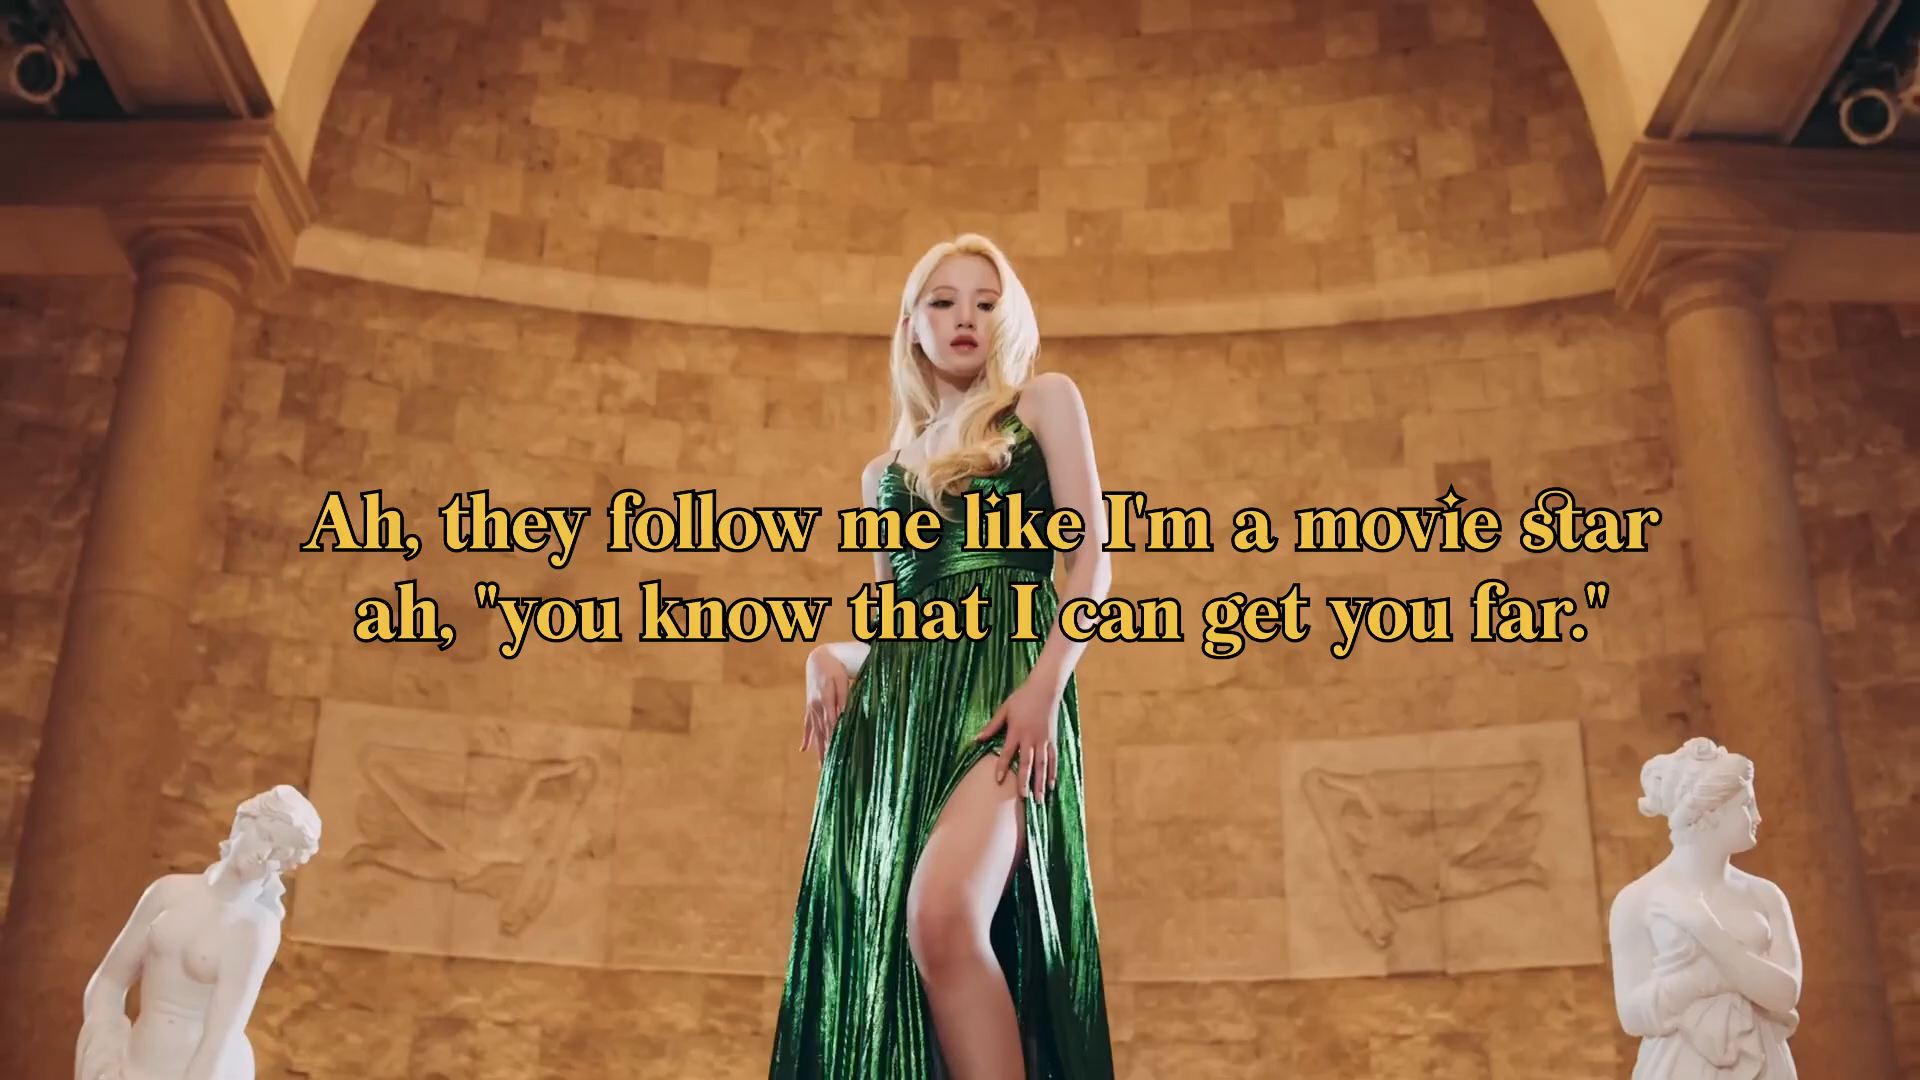 Ah, they follow me like I'm a movie star
ah, "you know that I can get you far."